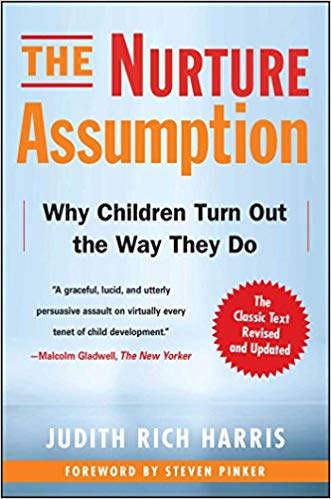 THE NURTURE
Assumption
Why Children Turn Out
the Way They Do
"A graceful, lucid, and utterly
persuasive assault on virtually every
tenet of child development."
—Malcolm Gladwell, The New Yorker
The
Classic Text
Revised
and Updated
JUDITH RICH HARRIS
FOREWORD BY STEVEN PINKER